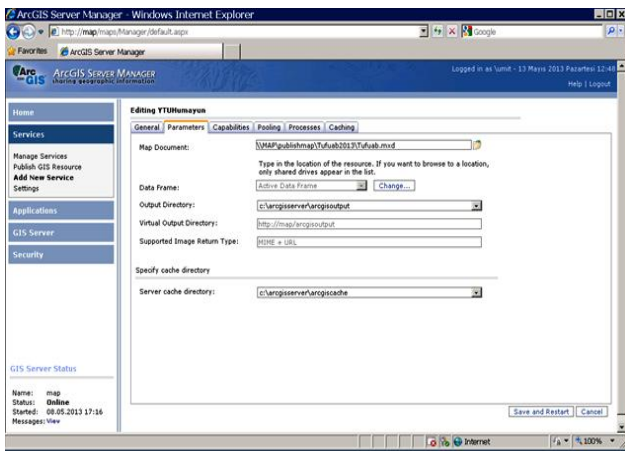 ArcGIS Server Manager - Windows Internet Explorer
http://map/maps/Manager/default.aspx
Google
Favorites ArcGIS Server Manager
Arc GIS ARCGIS SERVER MANAGER
sharing geographic information
Logged in as \umit - 13 Mayıs 2013 Pazartesi 12:48
Help | Logout
Home
Services
Manage Services
Publish GIS Resource
Add New Service
Settings
Applications
GIS Server
Security
GIS Server Status
Name: map
Status: Online
Started: 08.05.2013 17:16
Messages: View
Editing YTUHumayun
General Parameters Capabilities Pooling Processes Caching
Map Document: \\MAP\publishmap\Tufuab2013\Tufuab.mxd
Type in the location of the resource. If you want to browse to a location,
only shared drives appear in the list.
Data Frame: Active Data Frame Change...
Output Directory: c:\arcgisserver\arcgisoutput
Virtual Output Directory: http://map/arcgisoutput
Supported Image Return Type: MIME + URL
Specify cache directory
Server cache directory: c:\arcgisserver\arcgiscache
Save and Restart Cancel
Internet
100%